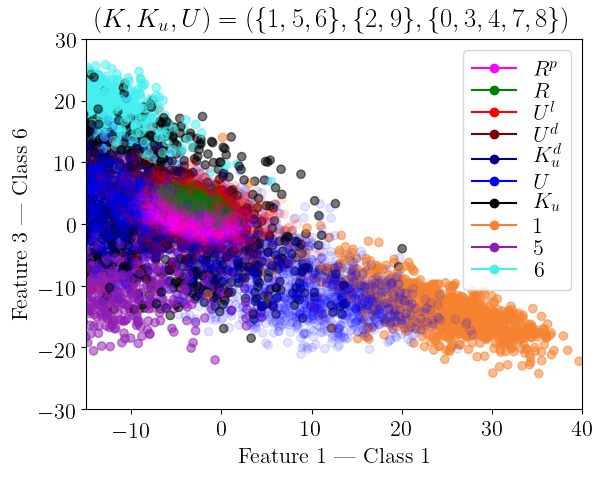 (K, K_u, U) = ({1, 5, 6}, {2, 9}, {0, 3, 4, 7, 8})
30
20
10
0
−10
−20
−30
Feature 3 — Class 6
R^p
R
U^l
U^d
K_u^d
U
K_u
1
5
6
−10
0
10
20
30
40
Feature 1 — Class 1